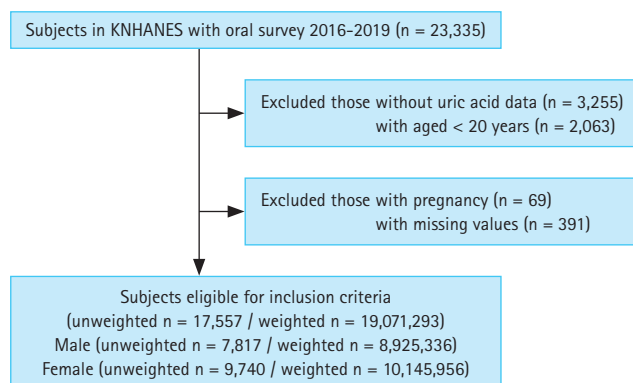 Subjects in KNHANES with oral survey 2016-2019 (n = 23,335)
Excluded those without uric acid data (n = 3,255)
with aged < 20 years (n = 2,063)
Excluded those with pregnancy (n = 69)
with missing values (n = 391)
Subjects eligible for inclusion criteria
(unweighted n = 17,557 / weighted n = 19,071,293)
Male (unweighted n = 7,817 / weighted n = 8,925,336)
Female (unweighted n = 9,740 / weighted n = 10,145,956)